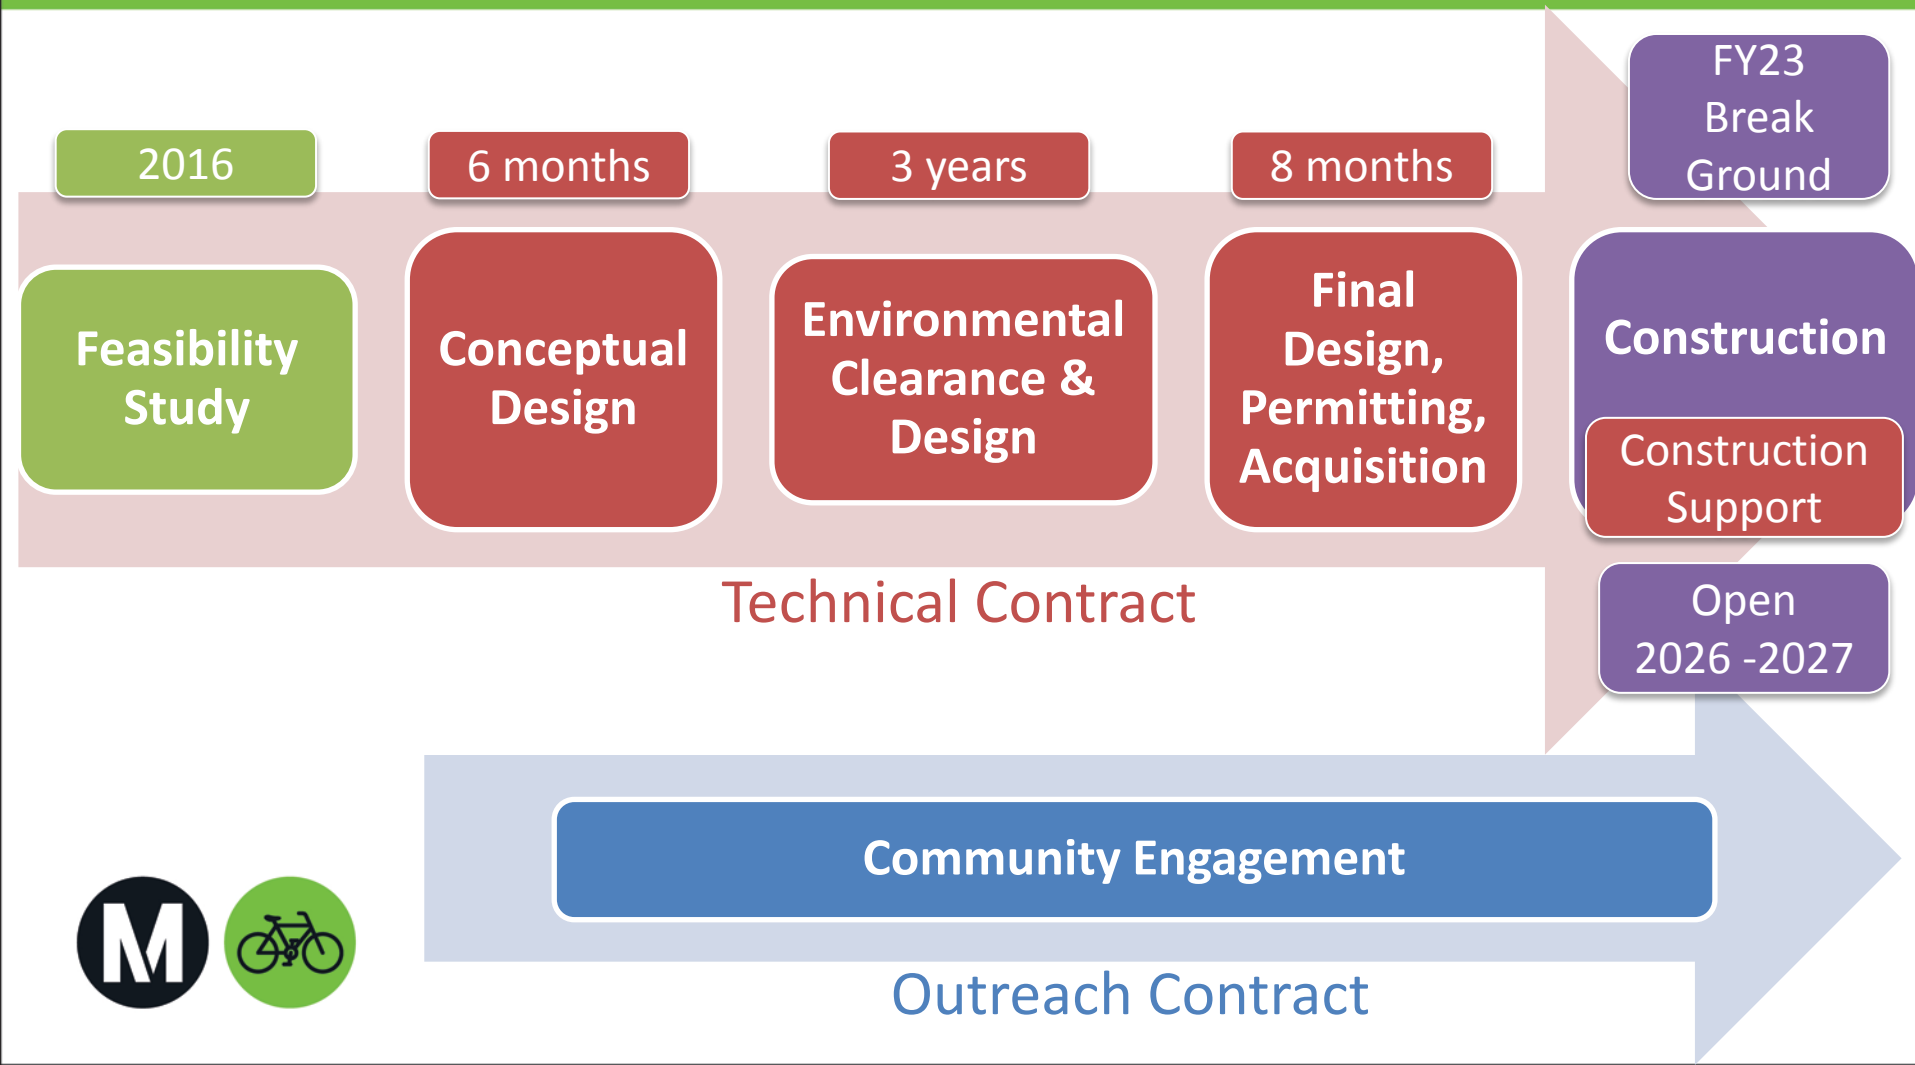 2016
6 months
3 years
8 months
FY23
Break
Ground
Feasibility
Study
Conceptual
Design
Environmental
Clearance &
Design
Final
Design,
Permitting,
Acquisition
Construction
Construction
Support
Technical Contract
Open
2026 -2027
Community Engagement
Outreach Contract
M